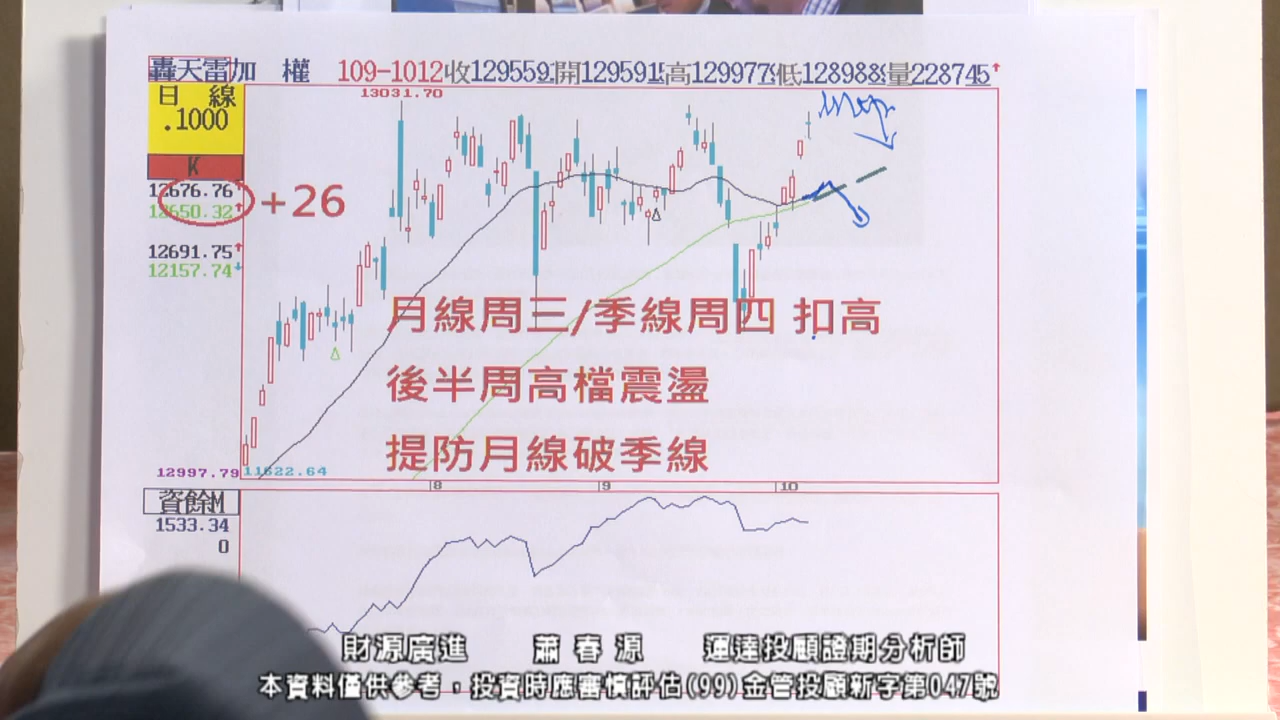 轟天雷加 權 109-1012收129559開129591高129977低128988量228745↑
13031.70
日 線
.1000
K
12676.76↑
12650.32↑ +26
12691.75↑
12157.74↓
月線周三/季線周四 扣高
後半周高檔震盪
提防月線破季線
12997.79 11622.64
8 9 10
資餘M
1533.34
0
財源廣進 蕭春源 運達投顧證期分析師
本資料僅供參考，投資時應審慎評估(99)金管投顧新字第047號